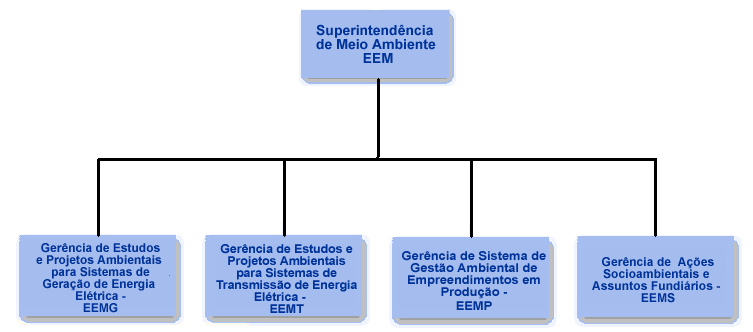 Superintendência
de Meio Ambiente
EEM
Gerência de Estudos
e Projetos Ambientais
para Sistemas de
Geração de Energia
Elétrica -
EEMG
Gerência de Estudos e
Projetos Ambientais
para Sistemas de
Transmissão de Energia
Elétrica -
EEMT
Gerência de Sistema de
Gestão Ambiental de
Empreendimentos em
Produção -
EEMP
Gerência de Ações
Socioambientais e
Assuntos Fundiários -
EEMS